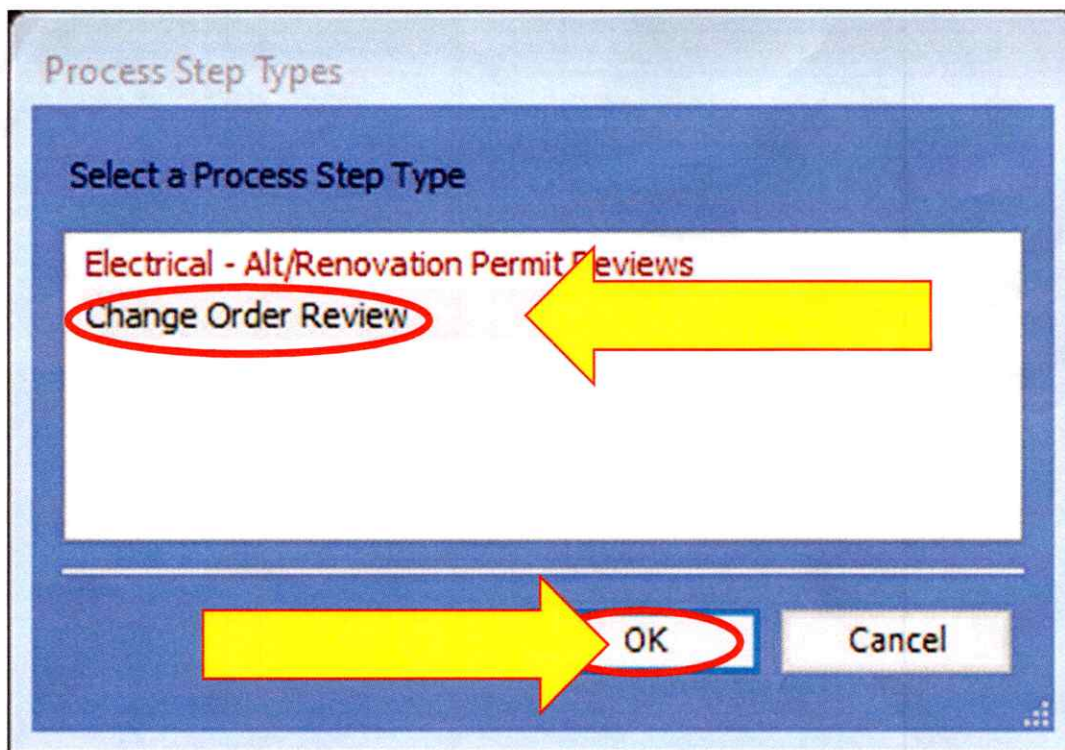 Process Step Types
Select a Process Step Type
Electrical - Alt/Renovation Permit Reviews
Change Order Review
OK
Cancel